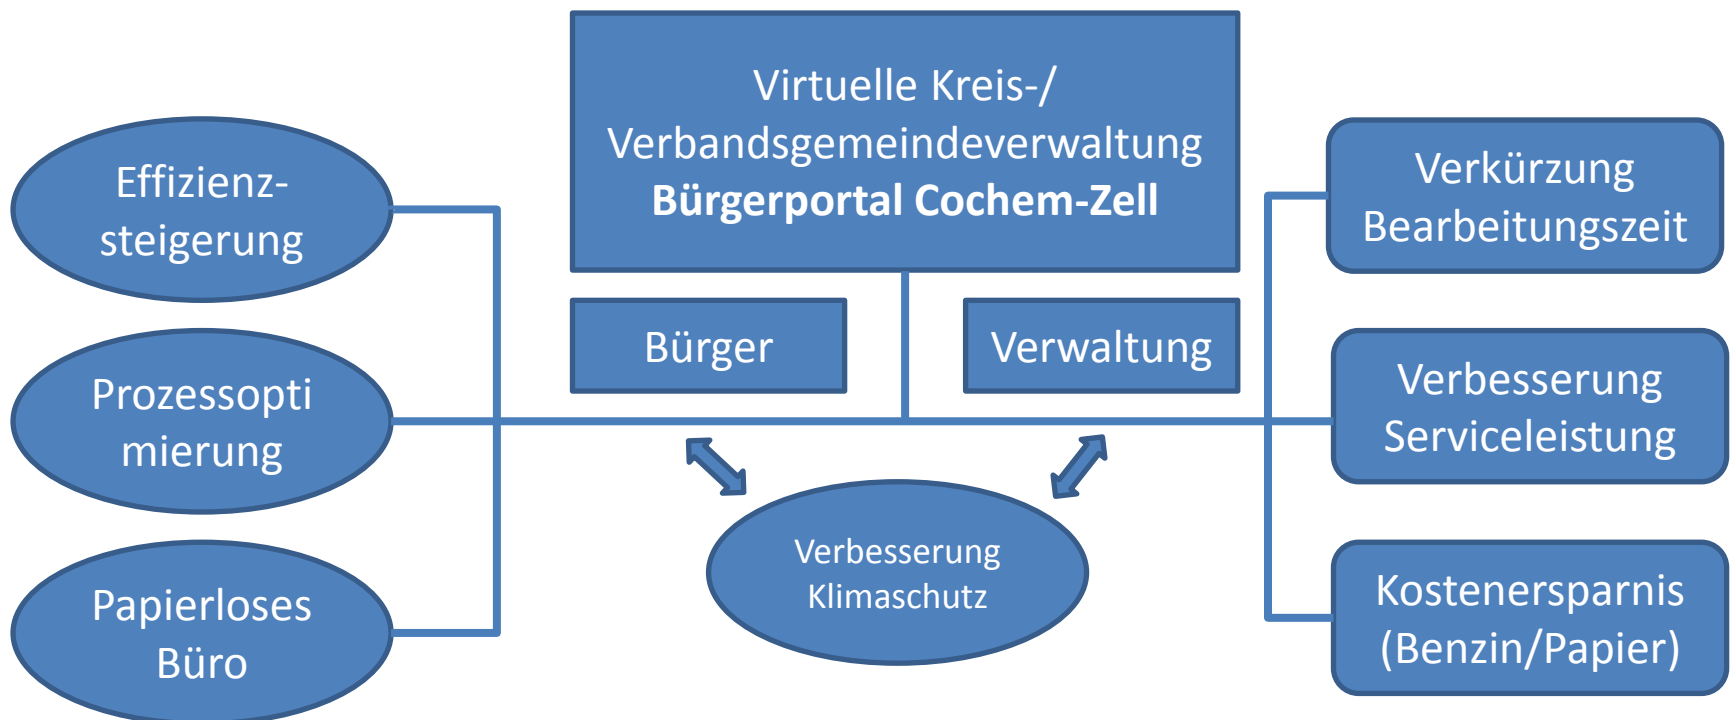 Virtuelle Kreis-/
Verbandsgemeindeverwaltung
Bürgerportal Cochem-Zell
Effizienz-
steigerung
Prozessopti
mierung
Papierloses
Büro
Bürger
Verwaltung
Verbesserung
Klimaschutz
Verkürzung
Bearbeitungszeit
Verbesserung
Serviceleistung
Kostenersparnis
(Benzin/Papier)